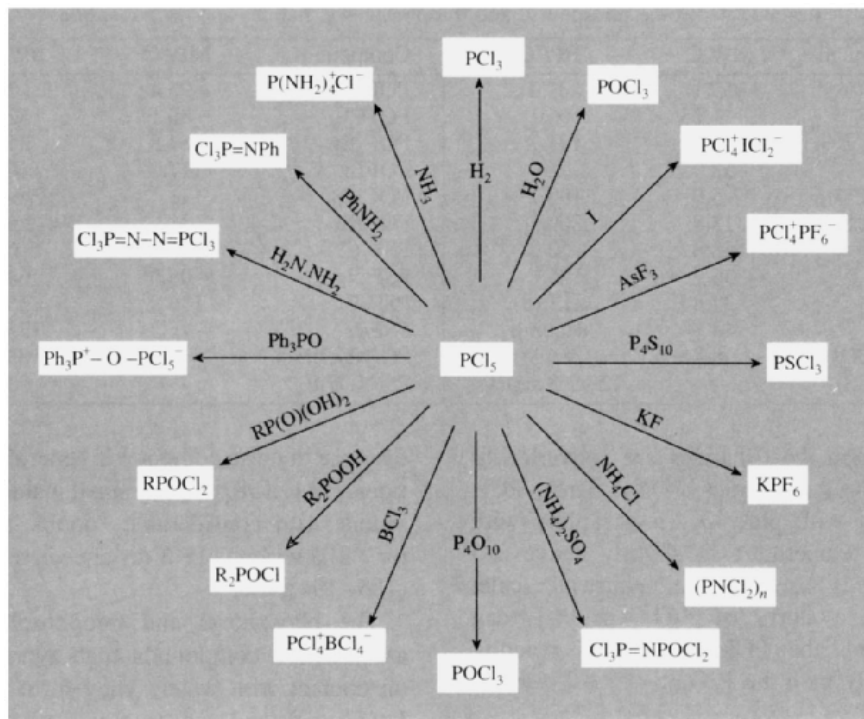 PCl₃
P(NH₂)₄⁺Cl⁻
POCl₃
Cl₃P=NPh
PCl₄⁺ICl₂⁻
NH₃
H₂
H₂O
PhNH₂
I
Cl₃P=N–N=PCl₃
PCl₄⁺PF₆⁻
H₂N.NH₂
AsF₃
Ph₃P⁺– O –PCl₅⁻
Ph₃PO
PCl₅
P₄S₁₀
PSCl₃
RP(O)(OH)₂
KF
RPOCl₂
R₂POOH
BCl₃
P₄O₁₀
(NH₄)₂SO₄
NH₄Cl
KPF₆
R₂POCl
(PNCl₂)ₙ
PCl₄⁺BCl₄⁻
POCl₃
Cl₃P=NPOCl₂